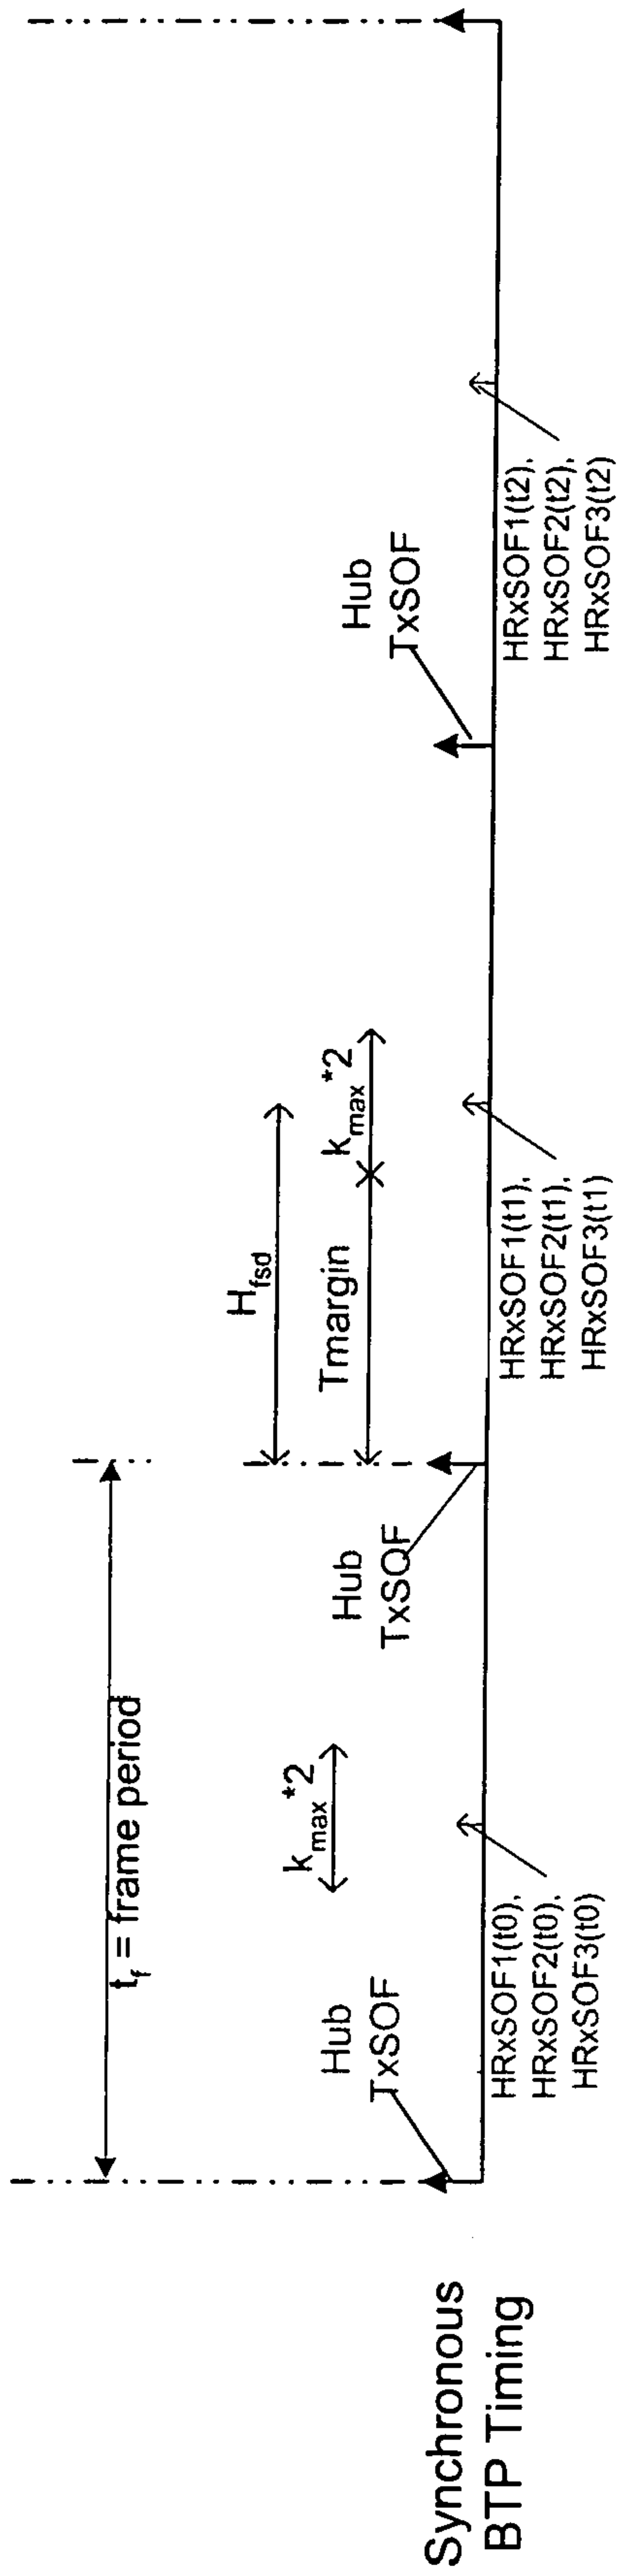 t_f = frame period
H_fsd
k_max*2
Tmargin
k_max*2
Hub
TxSOF
Hub
TxSOF
Hub
TxSOF
Synchronous
BTP Timing
HRxSOF1(t0),
HRxSOF2(t0),
HRxSOF3(t0)
HRxSOF1(t1),
HRxSOF2(t1),
HRxSOF3(t1)
HRxSOF1(t2),
HRxSOF2(t2),
HRxSOF3(t2)